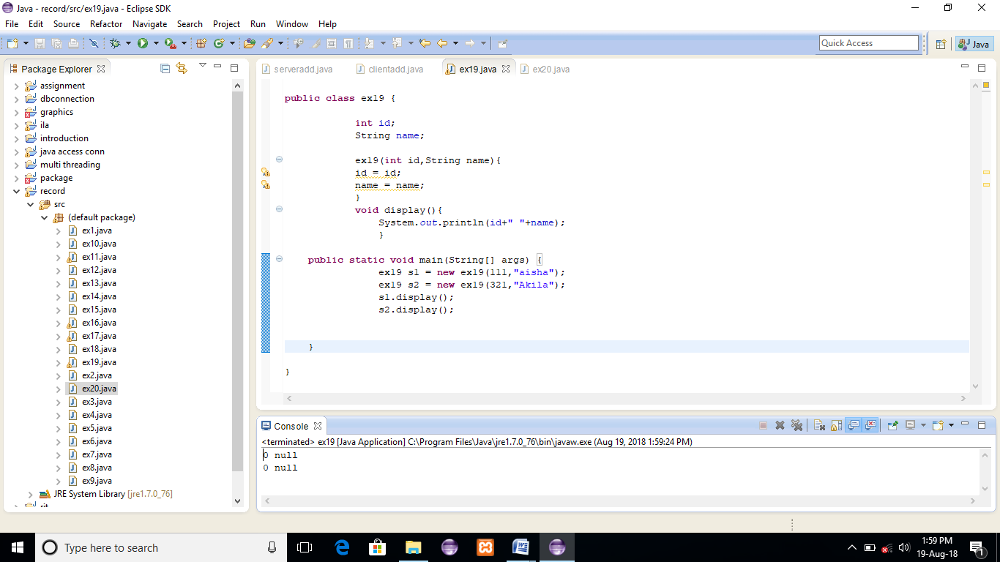 Java - record/src/ex19.java - Eclipse SDK
File Edit Source Refactor Navigate Search Project Run Window Help
Quick Access
Java
Package Explorer
assignment
dbconnection
graphics
ila
introduction
java access conn
multi threading
package
record
src
(default package)
ex1.java
ex10.java
ex11.java
ex12.java
ex13.java
ex14.java
ex15.java
ex16.java
ex17.java
ex18.java
ex19.java
ex2.java
ex20.java
ex3.java
ex4.java
ex5.java
ex6.java
ex7.java
ex8.java
ex9.java
JRE System Library [jre1.7.0_76]
serveradd.java clientadd.java ex19.java ex20.java
public class ex19 {
int id;
String name;
ex19(int id,String name){
id = id;
name = name;
}
void display(){
System.out.println(id+" "+name);
}
public static void main(String[] args) {
ex19 s1 = new ex19(111,"aisha");
ex19 s2 = new ex19(321,"Akila");
s1.display();
s2.display();
}
}
Console
<terminated> ex19 [Java Application] C:\Program Files\Java\jre1.7.0_76\bin\javaw.exe (Aug 19, 2018 1:59:24 PM)
0 null
0 null
Type here to search
1:59 PM
19-Aug-18
1